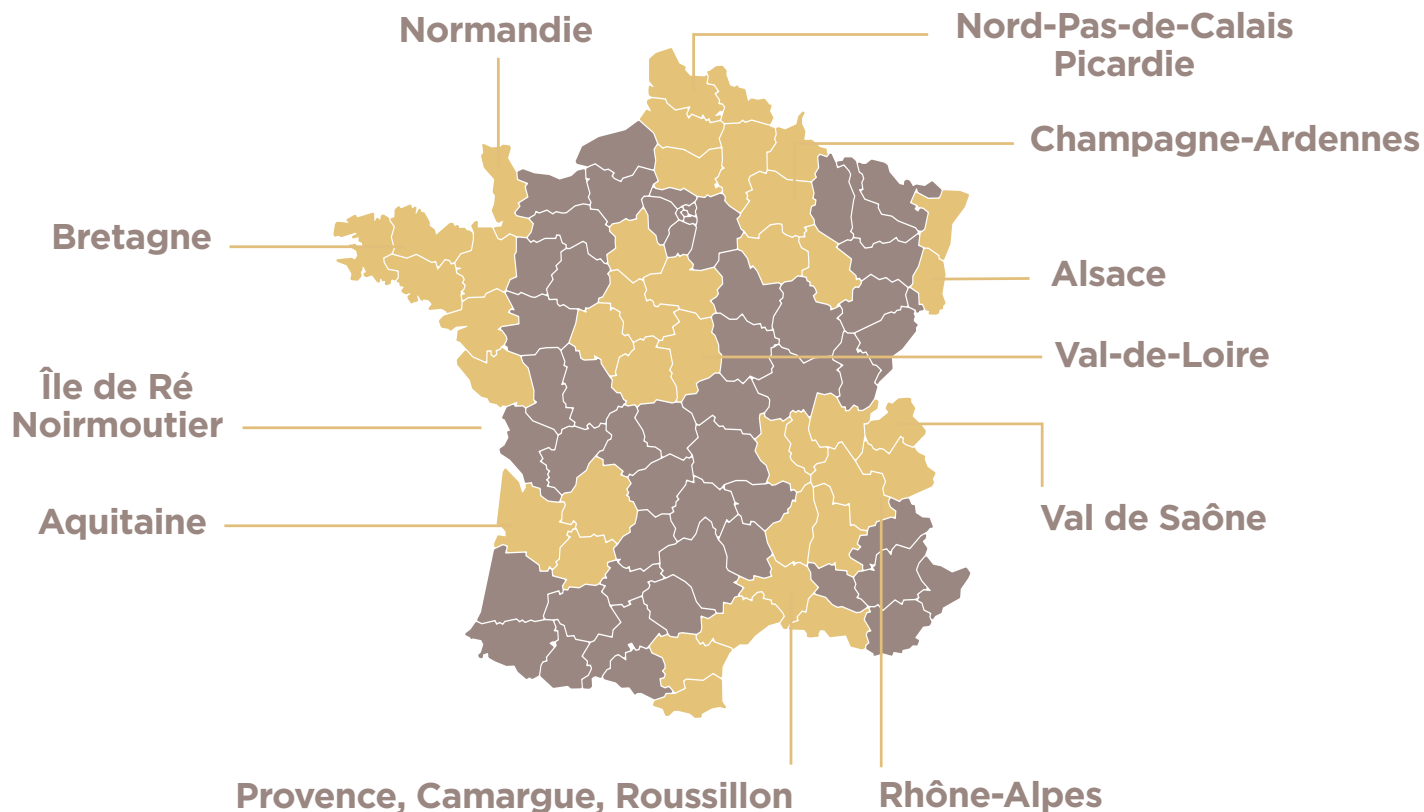 Normandie
Nord-Pas-de-Calais
Picardie
Champagne-Ardennes
Bretagne
Alsace
Val-de-Loire
Île de Ré
Noirmoutier
Aquitaine
Val de Saône
Provence, Camargue, Roussillon
Rhône-Alpes